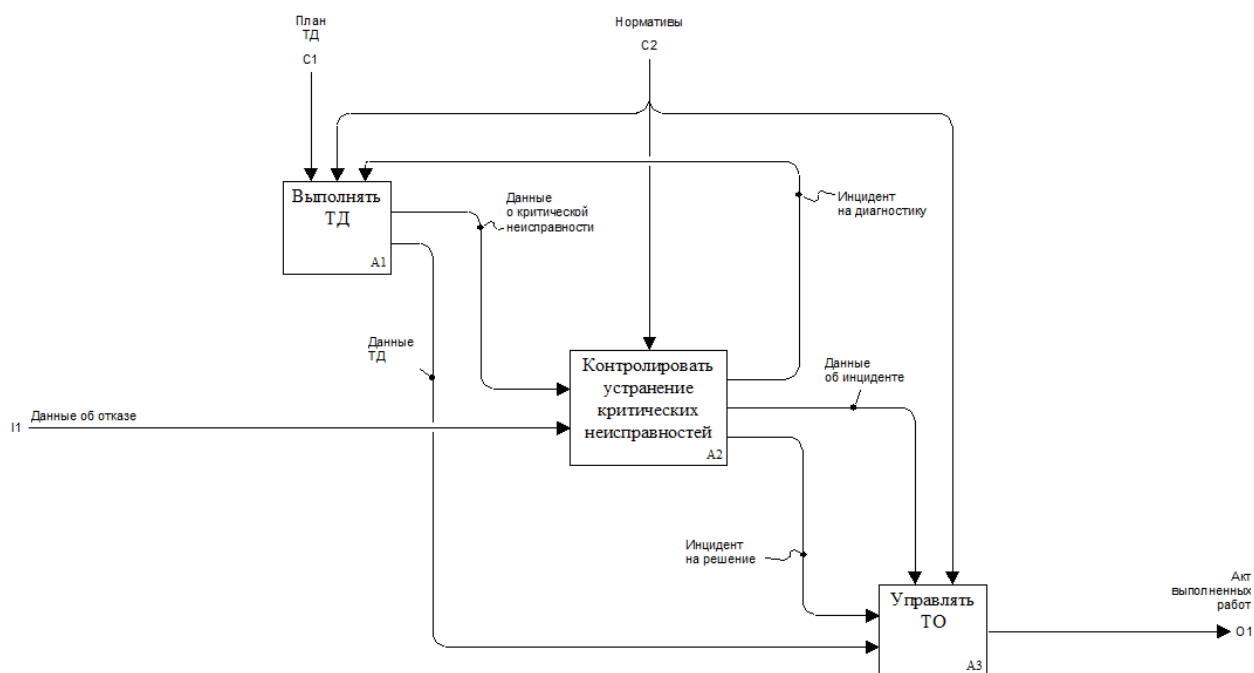 План
ТД
C1
Нормативы
C2
Выполнять
ТД
A1
Данные
о критической
неисправности
Инцидент
на диагностику
Данные
ТД
Контролировать
устранение
критических
неисправностей
A2
Данные
об инциденте
I1
Данные об отказе
Инцидент
на решение
Управлять
ТО
A3
Акт
выполненных
работ
O1